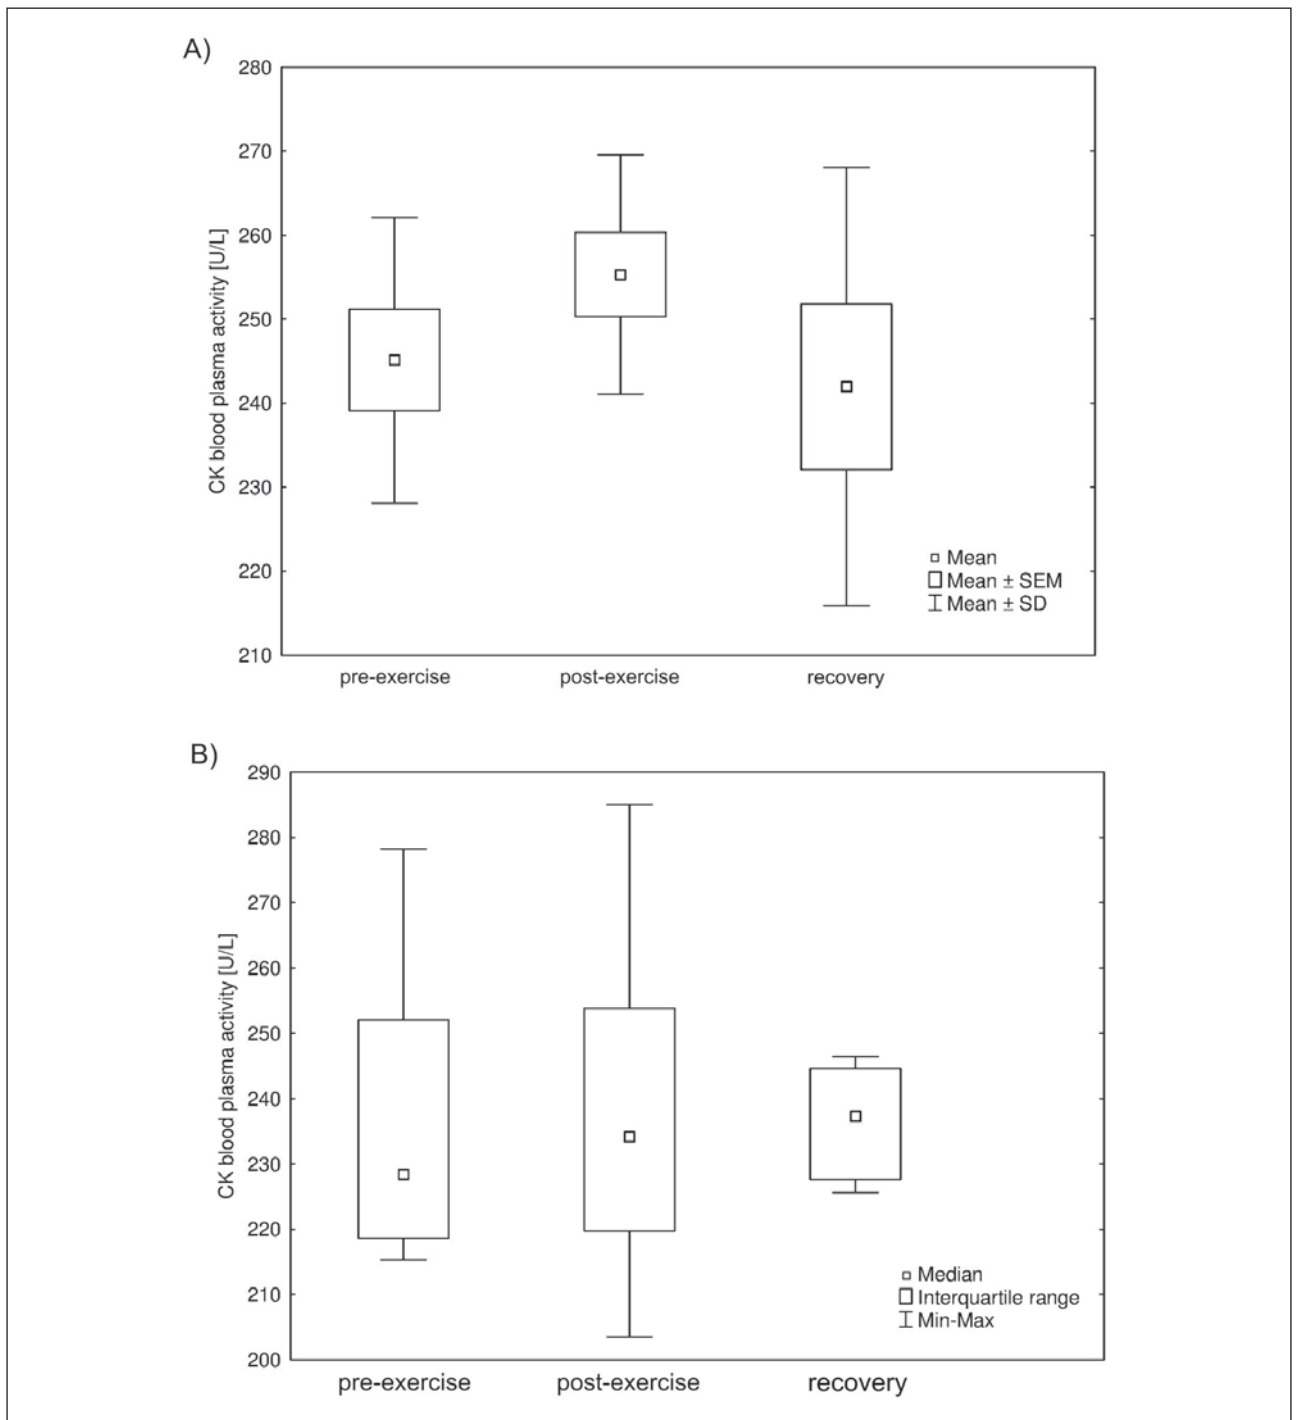 A)
280
270
260
250
240
230
220
210
CK blood plasma activity [U/L]
Mean
Mean ± SEM
Mean ± SD
pre-exercise post-exercise recovery
B)
290
280
270
260
250
240
230
220
210
200
CK blood plasma activity [U/L]
Median
Interquartile range
Min-Max
pre-exercise post-exercise recovery